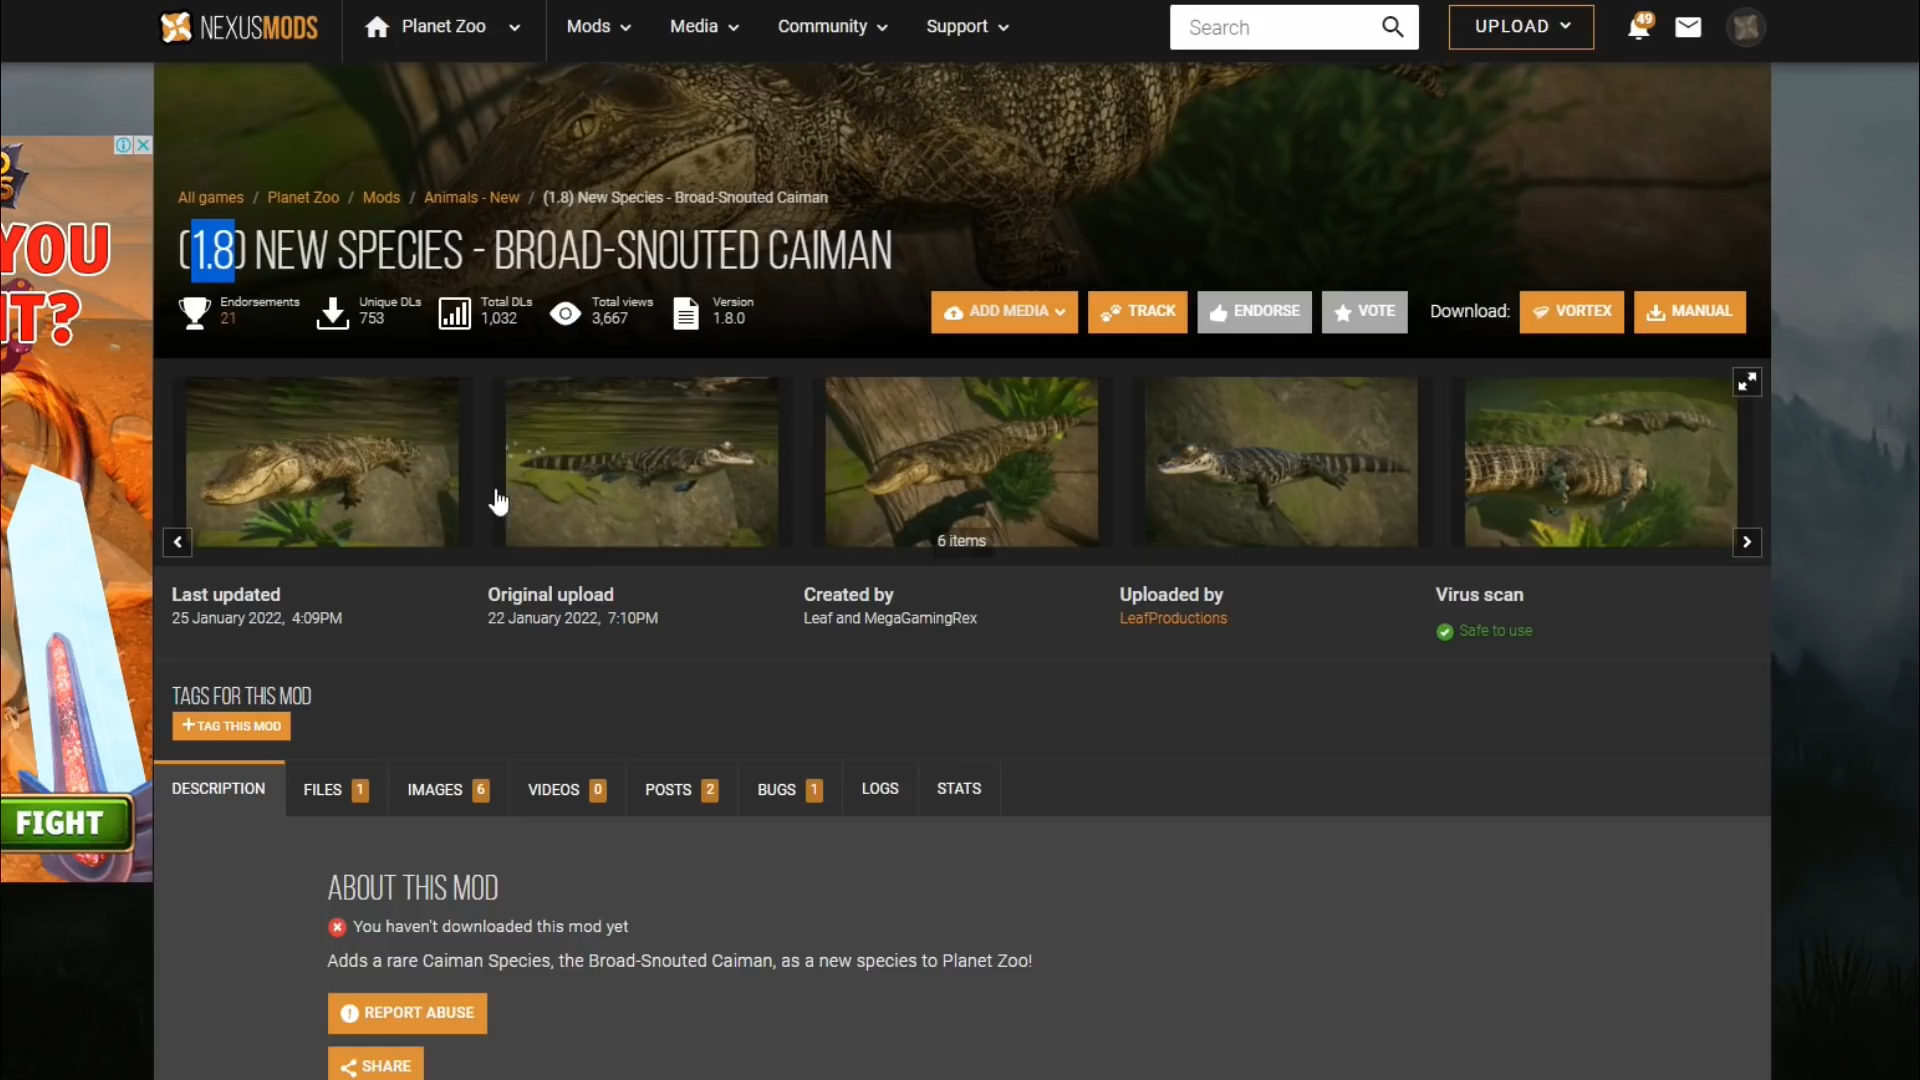 NEXUSMODS
Planet Zoo
Mods
Media
Community
Support
Search
UPLOAD
49
All games / Planet Zoo / Mods / Animals - New / (1.8) New Species - Broad-Snouted Caiman
(1.8) NEW SPECIES - BROAD-SNOUTED CAIMAN
Endorsements
21
Unique DLs
753
Total DLs
1,032
Total views
3,667
Version
1.8.0
ADD MEDIA
TRACK
ENDORSE
VOTE
Download:
VORTEX
MANUAL
6 items
Last updated
25 January 2022, 4:09PM
Original upload
22 January 2022, 7:10PM
Created by
Leaf and MegaGamingRex
Uploaded by
LeafProductions
Virus scan
Safe to use
TAGS FOR THIS MOD
+ TAG THIS MOD
DESCRIPTION
FILES 1
IMAGES 6
VIDEOS 0
POSTS 2
BUGS 1
LOGS
STATS
ABOUT THIS MOD
You haven't downloaded this mod yet
Adds a rare Caiman Species, the Broad-Snouted Caiman, as a new species to Planet Zoo!
REPORT ABUSE
SHARE
YOU
IT?
FIGHT